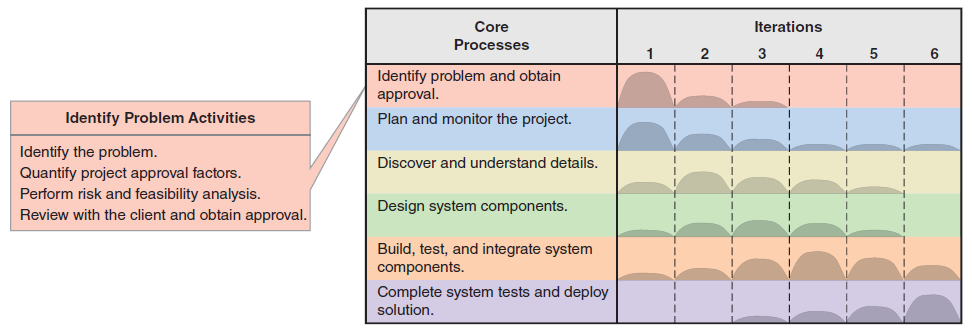 Core
Processes
Iterations
1 2 3 4 5 6
Identify problem and obtain
approval.
Plan and monitor the project.
Discover and understand details.
Design system components.
Build, test, and integrate system
components.
Complete system tests and deploy
solution.
Identify Problem Activities
Identify the problem.
Quantify project approval factors.
Perform risk and feasibility analysis.
Review with the client and obtain approval.